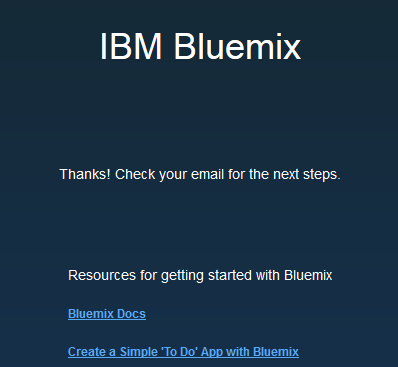 IBM Bluemix
Thanks! Check your email for the next steps.
Resources for getting started with Bluemix
Bluemix Docs
Create a Simple 'To Do' App with Bluemix